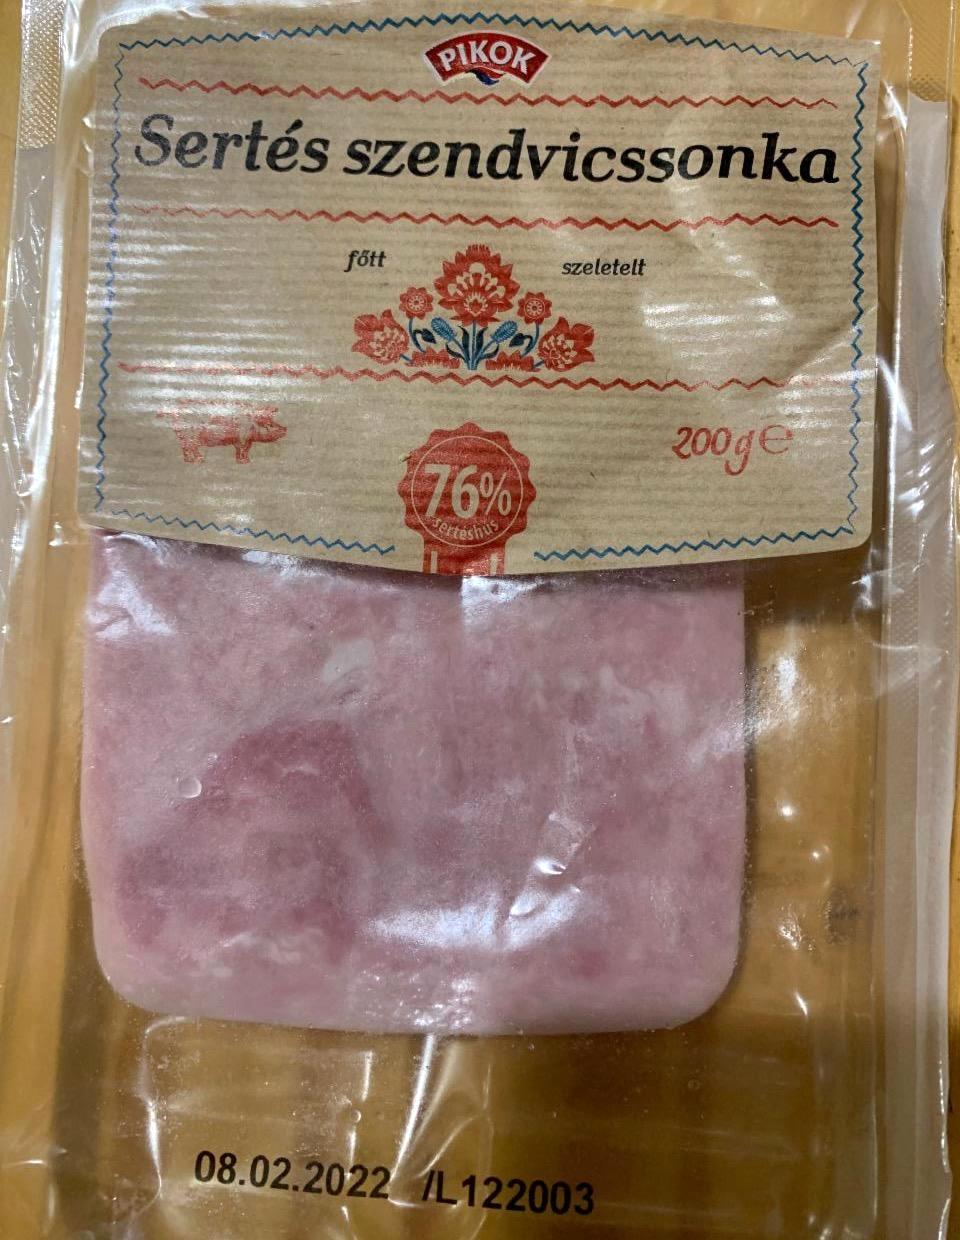 PIKOK
Sertés szendvicssonka
főtt szeletelt
200g e
76%
sertéshús
08.02.2022 /L122003